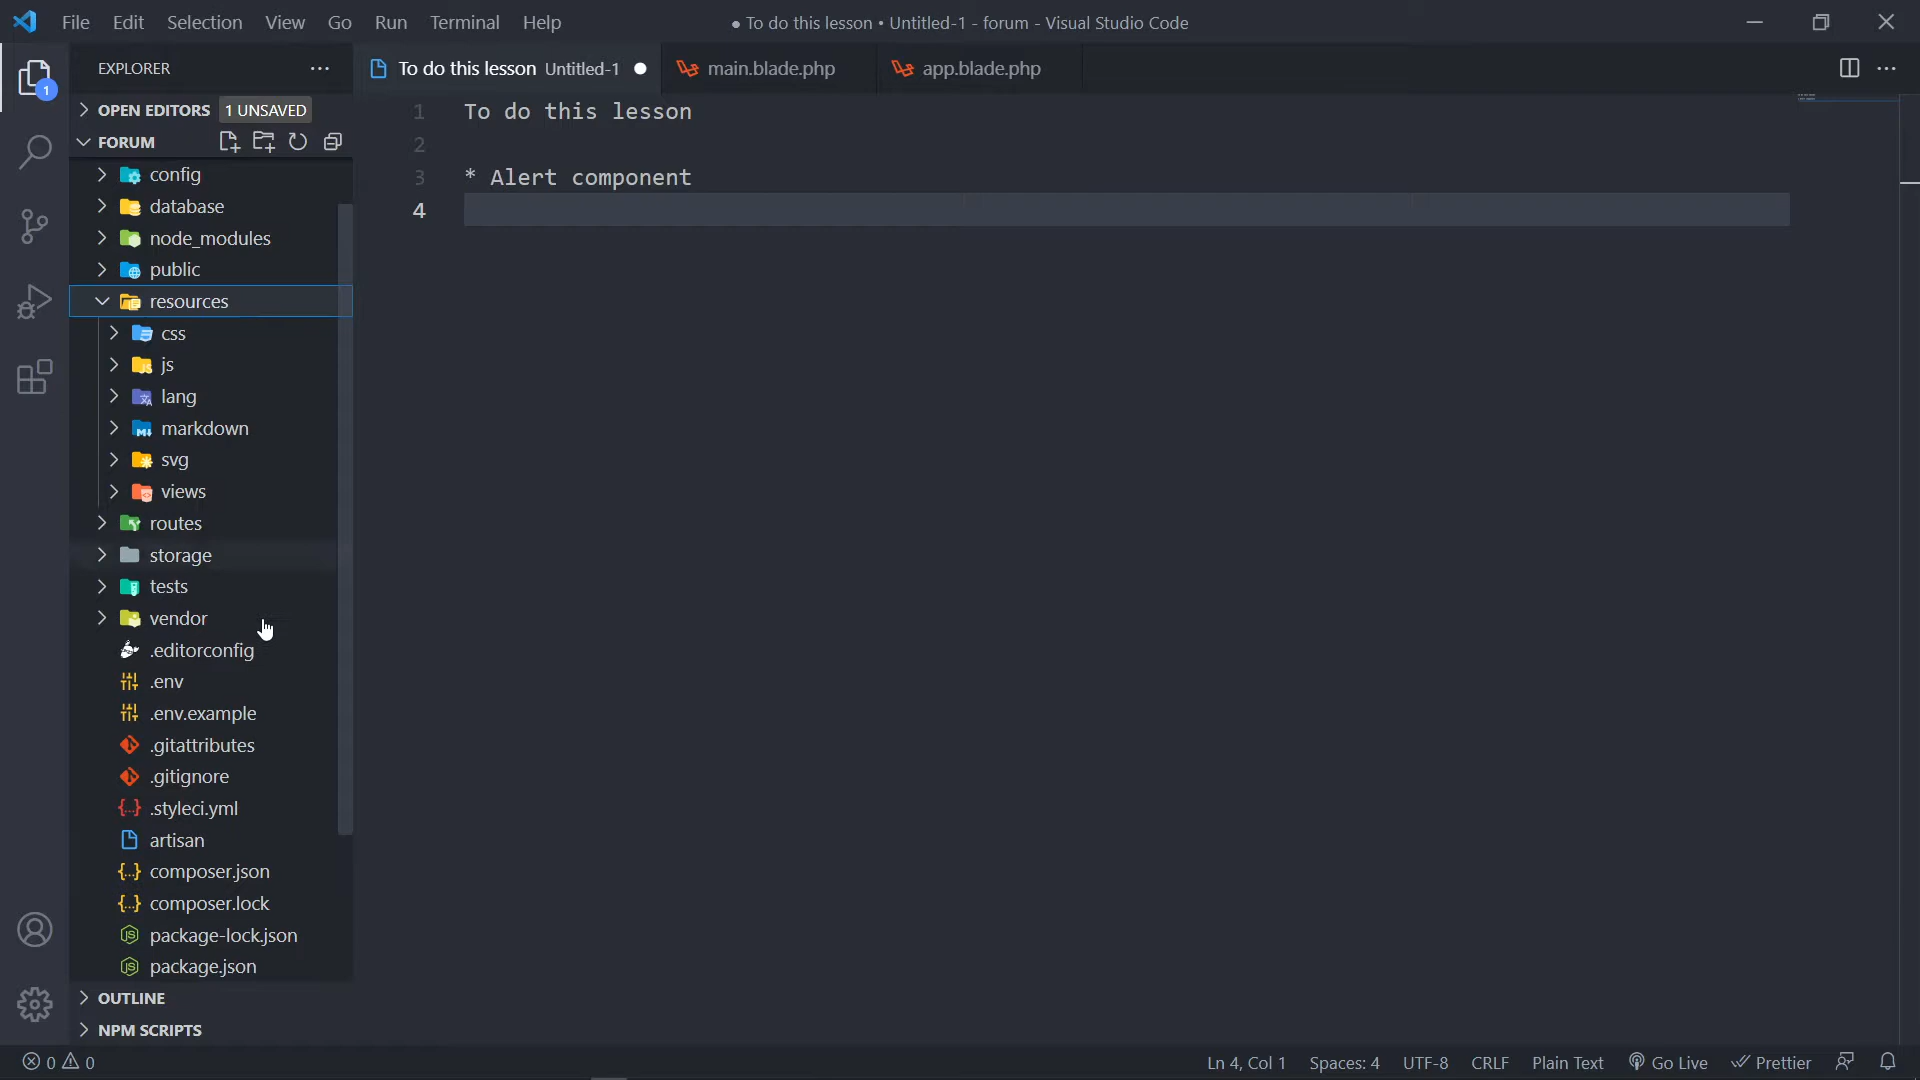 File Edit Selection View Go Run Terminal Help
● To do this lesson • Untitled-1 - forum - Visual Studio Code
EXPLORER
To do this lesson Untitled-1
main.blade.php
app.blade.php
1
OPEN EDITORS 1 UNSAVED
FORUM
config
database
node_modules
public
resources
css
js
lang
markdown
svg
views
routes
storage
tests
vendor
.editorconfig
.env
.env.example
.gitattributes
.gitignore
.styleci.yml
artisan
composer.json
composer.lock
package-lock.json
package.json
OUTLINE
NPM SCRIPTS
1 To do this lesson
2
3 * Alert component
4
0 0
Ln 4, Col 1 Spaces: 4 UTF-8 CRLF Plain Text Go Live Prettier